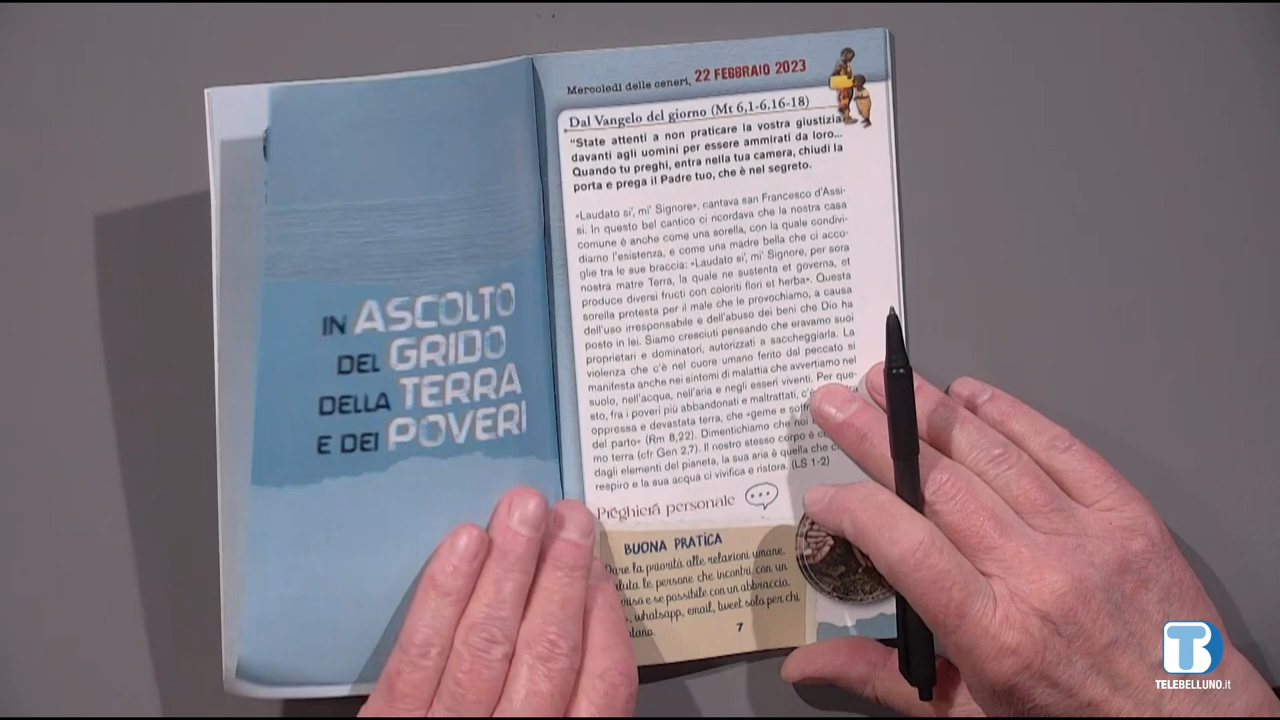 IN ASCOLTO
DEL GRIDO
DELLA TERRA
E DEI POVERI
Mercoledì delle ceneri, 22 FEBBRAIO 2023
Dal Vangelo del giorno (Mt 6,1-6.16-18)
"State attenti a non praticare la vostra giustizia
davanti agli uomini per essere ammirati da loro...
Quando tu preghi, entra nella tua camera, chiudi la
porta e prega il Padre tuo, che è nel segreto.
«Laudato si', mi' Signore», cantava san Francesco d'Assi-
si. In questo bel cantico ci ricordava che la nostra casa
comune è anche come una sorella, con la quale condivi-
diamo l'esistenza, e come una madre bella che ci acco-
glie tra le sue braccia: «Laudato si', mi' Signore, per sora
nostra matre Terra, la quale ne sustenta et governa, et
produce diversi fructi con coloriti flori et herba». Questa
sorella protesta per il male che le provochiamo, a causa
dell'uso irresponsabile e dell'abuso dei beni che Dio ha
posto in lei. Siamo cresciuti pensando che eravamo suoi
proprietari e dominatori, autorizzati a saccheggiarla. La
violenza che c'è nel cuore umano ferito dal peccato si
manifesta anche nei sintomi di malattia che avvertiamo nel
suolo, nell'acqua, nell'aria e negli esseri viventi. Per que-
sto, fra i poveri più abbandonati e maltrattati, c'è
oppressa e devastata terra, che «geme e soffre
del parto» (Rm 8,22). Dimentichiamo che noi
mo terra (cfr Gen 2,7). Il nostro stesso corpo è
dagli elementi del pianeta, la sua aria è quella che
respiro e la sua acqua ci vivifica e ristora. (LS 1-2)
Preghiera personale
BUONA PRATICA
Dare la priorità alle relazioni umane.
le persone che incontri con un
e se possibile con un abbraccio.
whatsapp, email, tweet solo per chi
7
TELEBELLUNO.it